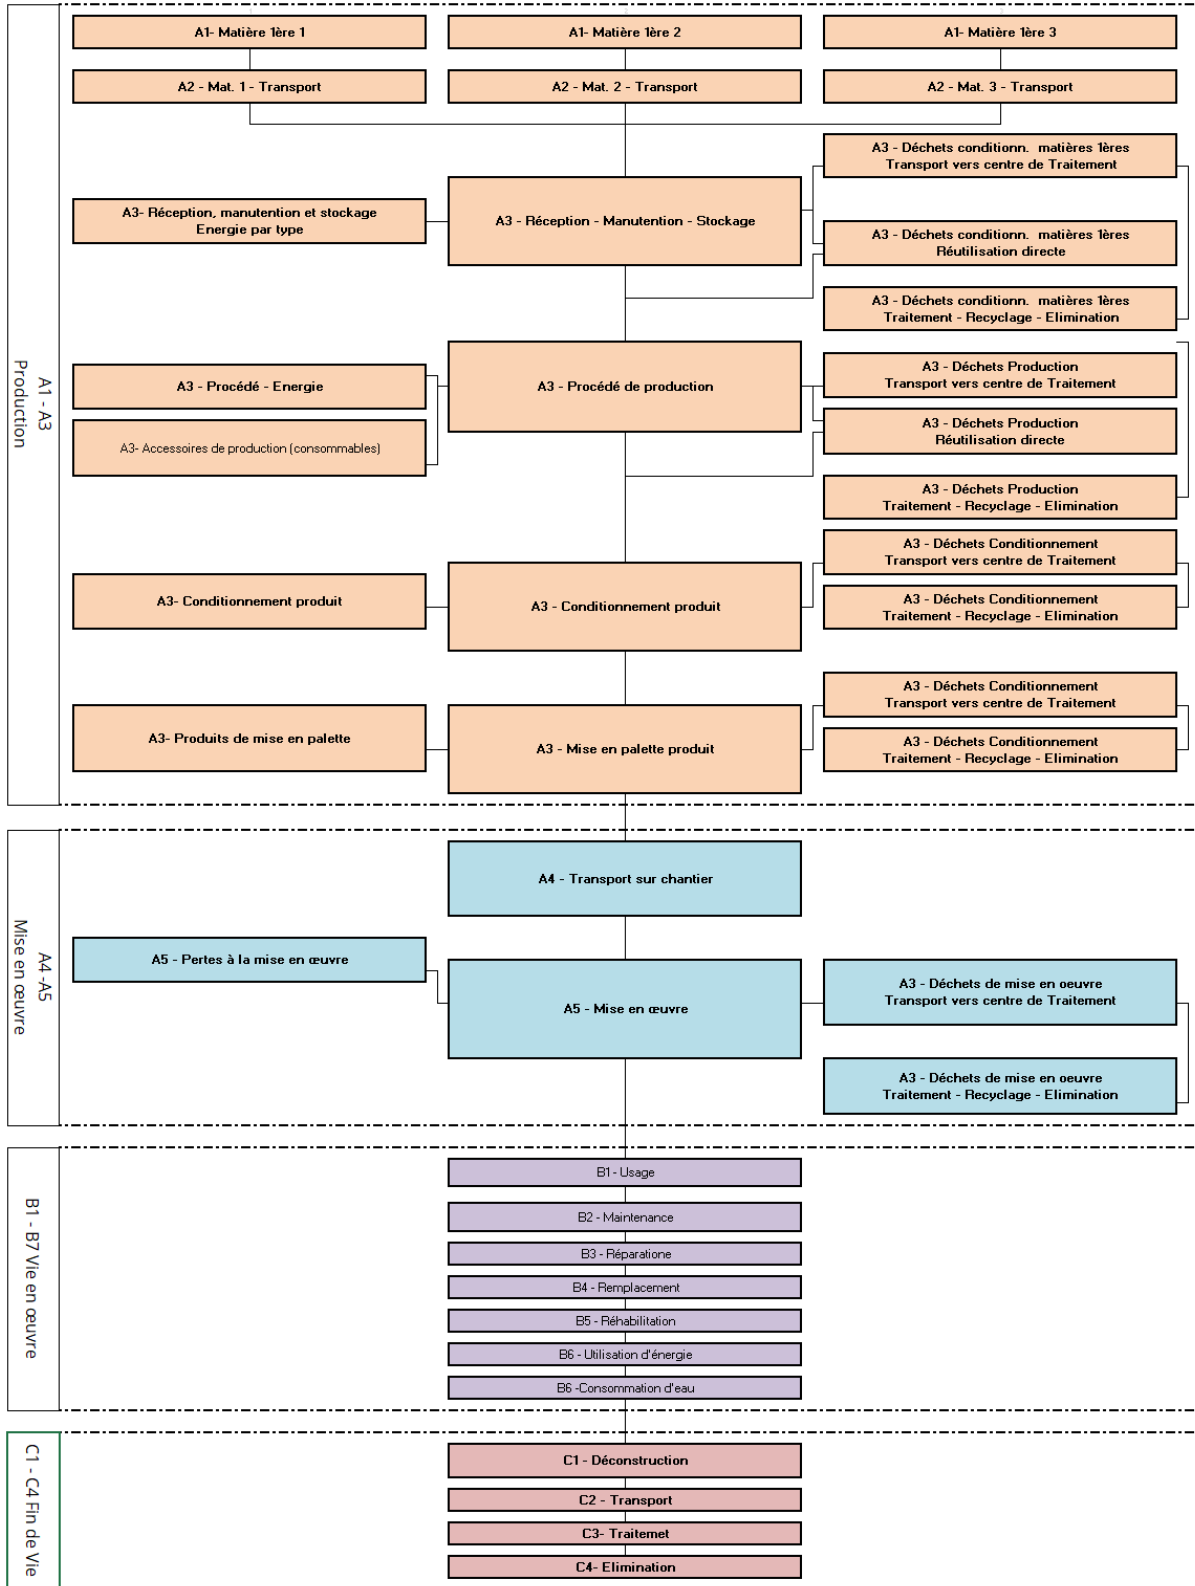 A1- Matière 1ère 1
A1- Matière 1ère 2
A1- Matière 1ère 3
A2 - Mat. 1 - Transport
A2 - Mat. 2 - Transport
A2 - Mat. 3 - Transport
A3 - Déchets conditionn. matières 1ères
Transport vers centre de Traitement
A3- Réception, manutention et stockage
Energie par type
A3 - Réception - Manutention - Stockage
A3 - Déchets conditionn. matières 1ères
Réutilisation directe
A3 - Déchets conditionn. matières 1ères
Traitement - Recyclage - Elimination
A1 - A3
Production
A3 - Procédé - Energie
A3 - Procédé de production
A3 - Déchets Production
Transport vers centre de Traitement
A3- Accessoires de production (consommables)
A3 - Déchets Production
Réutilisation directe
A3 - Déchets Production
Traitement - Recyclage - Elimination
A3 - Déchets Conditionnement
Transport vers centre de Traitement
A3- Conditionnement produit
A3 - Conditionnement produit
A3 - Déchets Conditionnement
Traitement - Recyclage - Elimination
A3 - Déchets Conditionnement
Transport vers centre de Traitement
A3- Produits de mise en palette
A3 - Mise en palette produit
A3 - Déchets Conditionnement
Traitement - Recyclage - Elimination
A4 -A5
Mise en œuvre
A4 - Transport sur chantier
A5 - Pertes à la mise en œuvre
A5 - Mise en œuvre
A3 - Déchets de mise en oeuvre
Transport vers centre de Traitement
A3 - Déchets de mise en oeuvre
Traitement - Recyclage - Elimination
B1 - B7 Vie en œuvre
B1 - Usage
B2 - Maintenance
B3 - Réparatione
B4 - Remplacement
B5 - Réhabilitation
B6 - Utilisation d'énergie
B6 -Consommation d'eau
C1 - C4 Fin de Vie
C1 - Déconstruction
C2 - Transport
C3- Traitemet
C4- Elimination